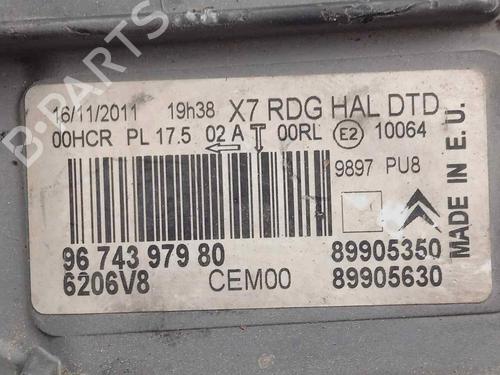 16/11/2011 19h38 X7 RDG HAL DTD
00HCR PL 17.5 02 A 00RL E2 10064
9897 PU8
96 743 979 80 89905350
6206V8 CEM00 89905630
MADE IN E.U.